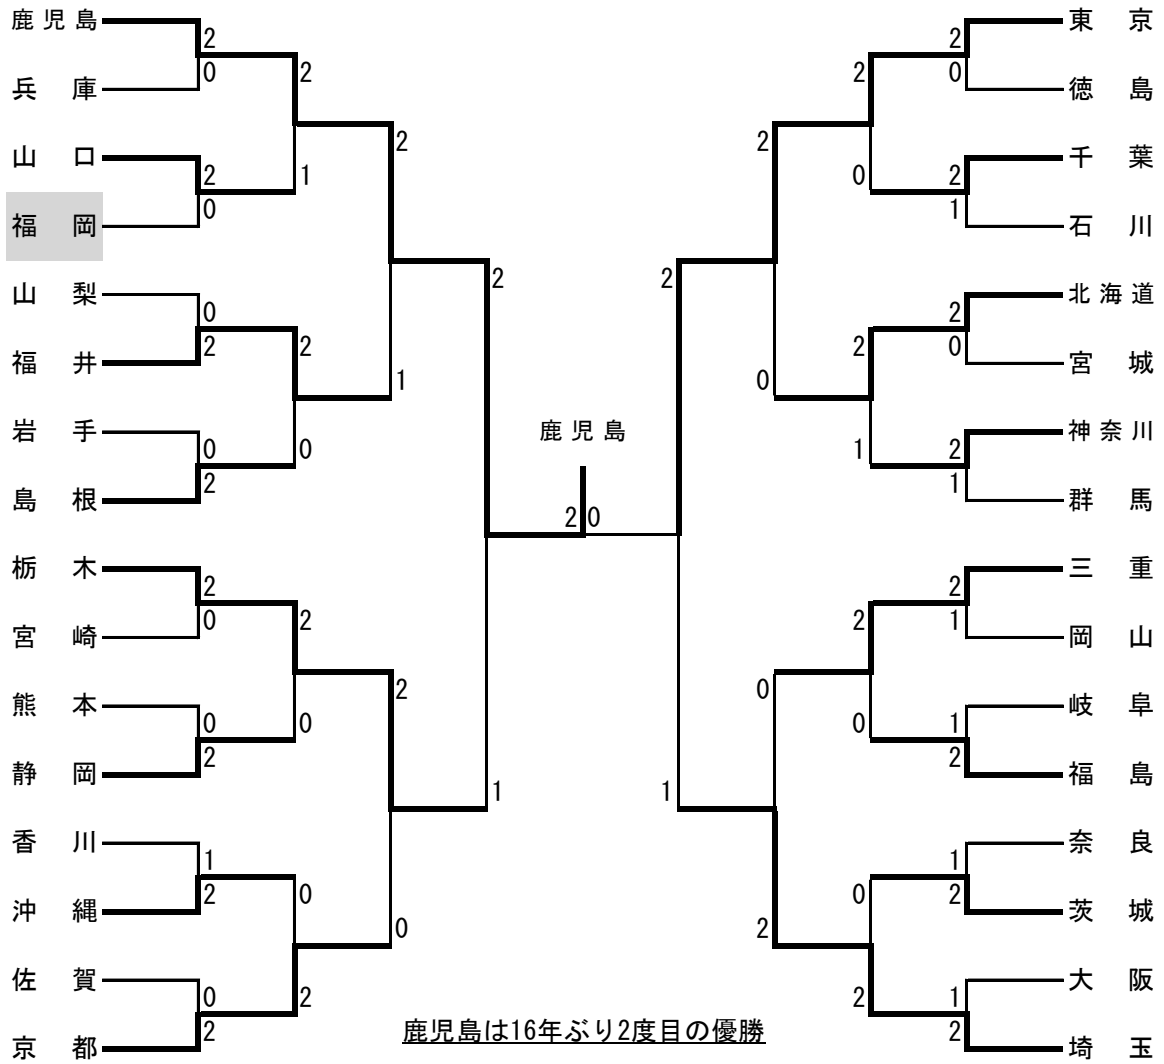 鹿児島
2
0
兵庫
2
山口
2
0
1
福岡
2
山梨
0
2
福井
2
岩手
0
2
島根
0
1
2
栃木
2
0
宮崎
2
熊本
0
2
静岡
0
2
香川
1
2
沖縄
0
佐賀
0
2
京都
2
0
1
鹿児島
2 0
東京
2
0
徳島
2
千葉
2
1
石川
0
2
北海道
2
0
宮城
2
神奈川
2
1
群馬
1
0
2
三重
2
1
岡山
2
岐阜
1
2
福島
0
0
奈良
1
2
茨城
0
大阪
1
2
埼玉
2
2
1
鹿児島は16年ぶり2度目の優勝